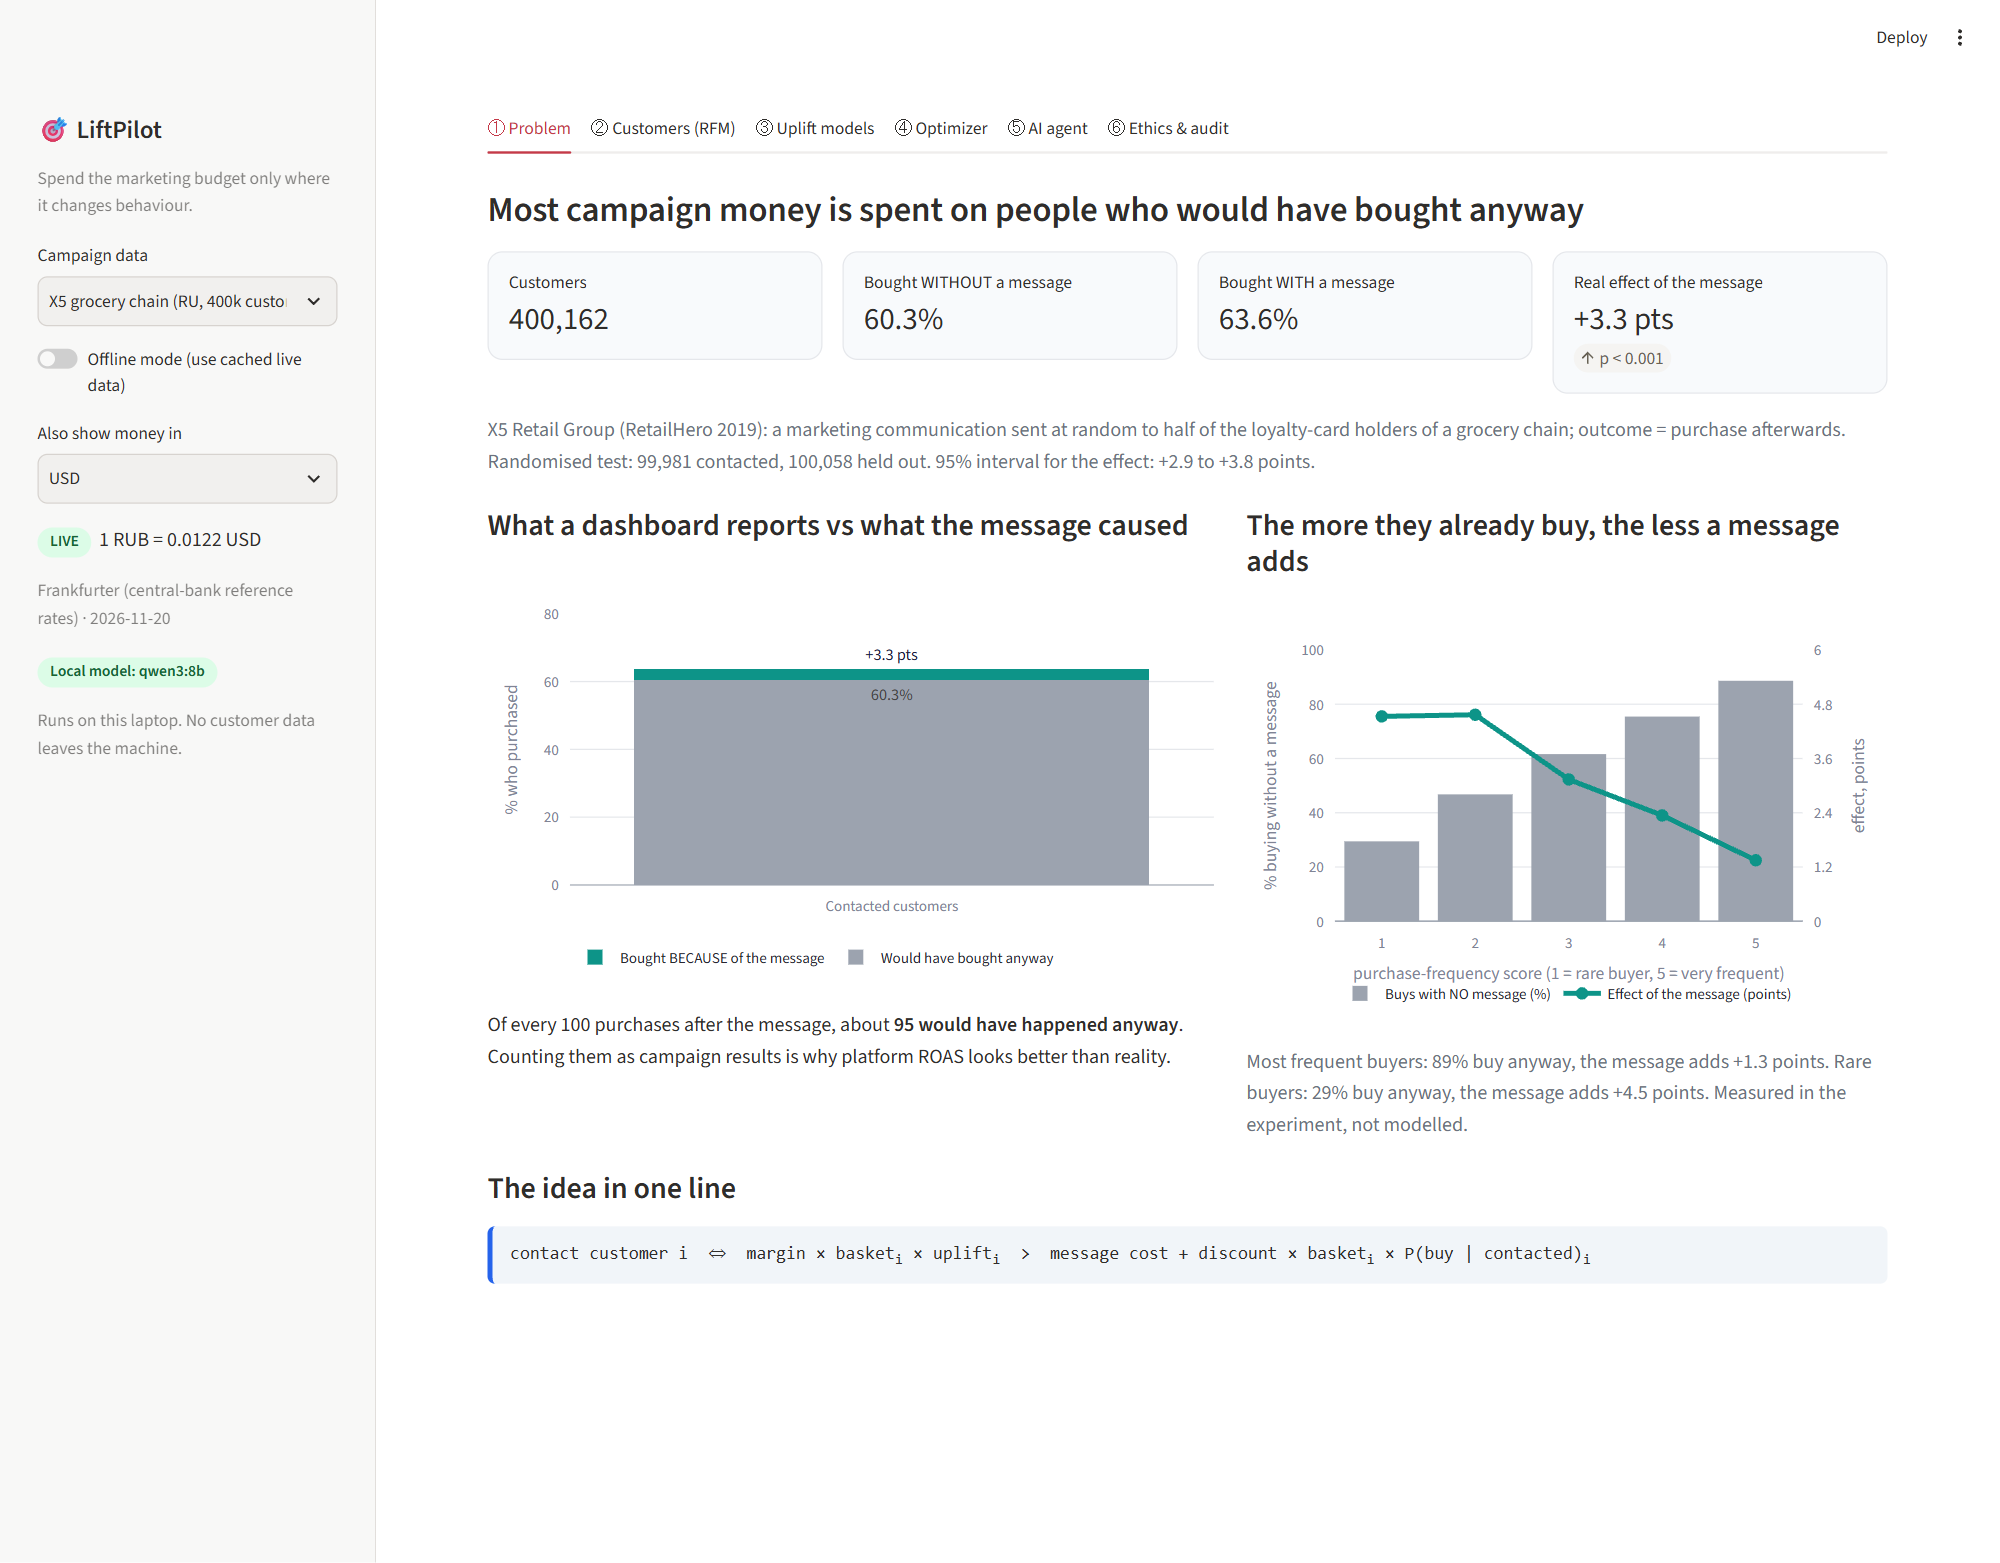 Deploy
🎯 LiftPilot
Spend the marketing budget only where
it changes behaviour.
Campaign data
X5 grocery chain (RU, 400k custo
Offline mode (use cached live
data)
Also show money in
USD
LIVE 1 RUB = 0.0122 USD
Frankfurter (central-bank reference
rates) · 2026-11-20
Local model: qwen3:8b
Runs on this laptop. No customer data
leaves the machine.
① Problem ② Customers (RFM) ③ Uplift models ④ Optimizer ⑤ AI agent ⑥ Ethics & audit
Most campaign money is spent on people who would have bought anyway
Customers
400,162
Bought WITHOUT a message
60.3%
Bought WITH a message
63.6%
Real effect of the message
+3.3 pts
↑ p < 0.001
X5 Retail Group (RetailHero 2019): a marketing communication sent at random to half of the loyalty-card holders of a grocery chain; outcome = purchase afterwards.
Randomised test: 99,981 contacted, 100,058 held out. 95% interval for the effect: +2.9 to +3.8 points.
What a dashboard reports vs what the message caused
80
60
40
20
0
% who purchased
+3.3 pts
60.3%
Contacted customers
Bought BECAUSE of the message Would have bought anyway
Of every 100 purchases after the message, about 95 would have happened anyway.
Counting them as campaign results is why platform ROAS looks better than reality.
The more they already buy, the less a message
adds
100
80
60
40
20
0
% buying without a message
6
4.8
3.6
2.4
1.2
0
effect, points
1 2 3 4 5
purchase-frequency score (1 = rare buyer, 5 = very frequent)
Buys with NO message (%) Effect of the message (points)
Most frequent buyers: 89% buy anyway, the message adds +1.3 points. Rare
buyers: 29% buy anyway, the message adds +4.5 points. Measured in the
experiment, not modelled.
The idea in one line
contact customer i ⇔ margin × basketᵢ × upliftᵢ > message cost + discount × basketᵢ × P(buy | contacted)ᵢ